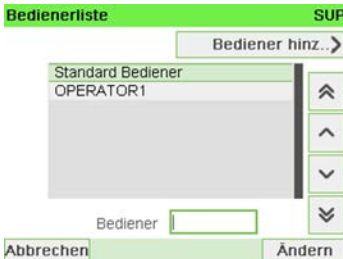 Bedienerliste SUP
Bediener hinz..
Standard Bediener
OPERATOR1
Bediener
Abbrechen Ändern